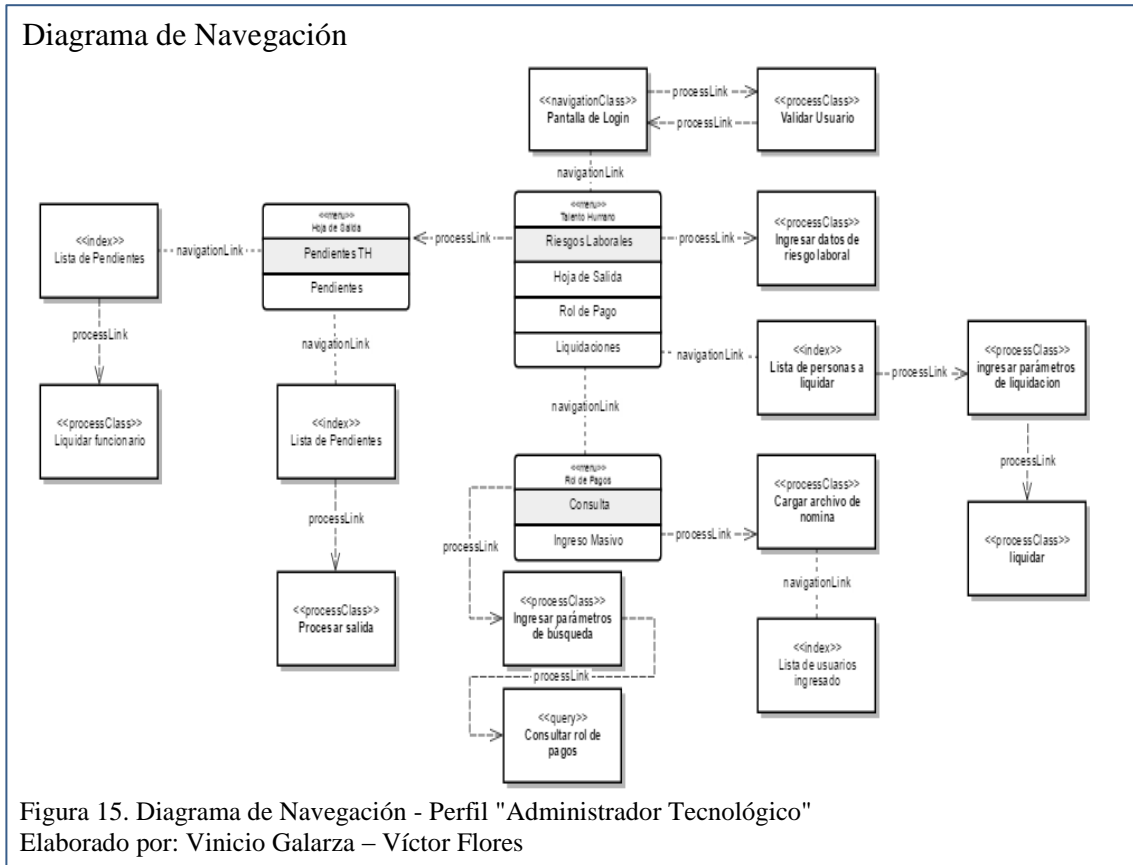 Diagrama de Navegación
<<navigationClass>>
Pantalla de Login
processLink
processLink
<<processClass>>
Validar Usuario
navigationLink
<<index>>
Lista de Pendientes
navigationLink
<<menu>>
Hoja de Salida
Pendientes TH
Pendientes
processLink
<<menu>>
Talento Humano
Riesgos Laborales
Hoja de Salida
Rol de Pago
Liquidaciones
processLink
<<processClass>>
Ingresar datos de
riesgo laboral
processLink
navigationLink
navigationLink
<<index>>
Lista de personas a
liquidar
processLink
<<processClass>>
ingresar parámetros
de liquidacion
navigationLink
<<processClass>>
Liquidar funcionario
<<index>>
Lista de Pendientes
processLink
<<menu>>
Rol de Pagos
Consulta
Ingreso Masivo
processLink
processLink
<<processClass>>
Cargar archivo de
nomina
processLink
<<processClass>>
liquidar
navigationLink
<<processClass>>
Procesar salida
<<processClass>>
Ingresar parámetros
de búsqueda
processLink
<<index>>
Lista de usuarios
ingresado
<<query>>
Consultar rol de
pagos
Figura 15. Diagrama de Navegación - Perfil "Administrador Tecnológico"
Elaborado por: Vinicio Galarza – Víctor Flores